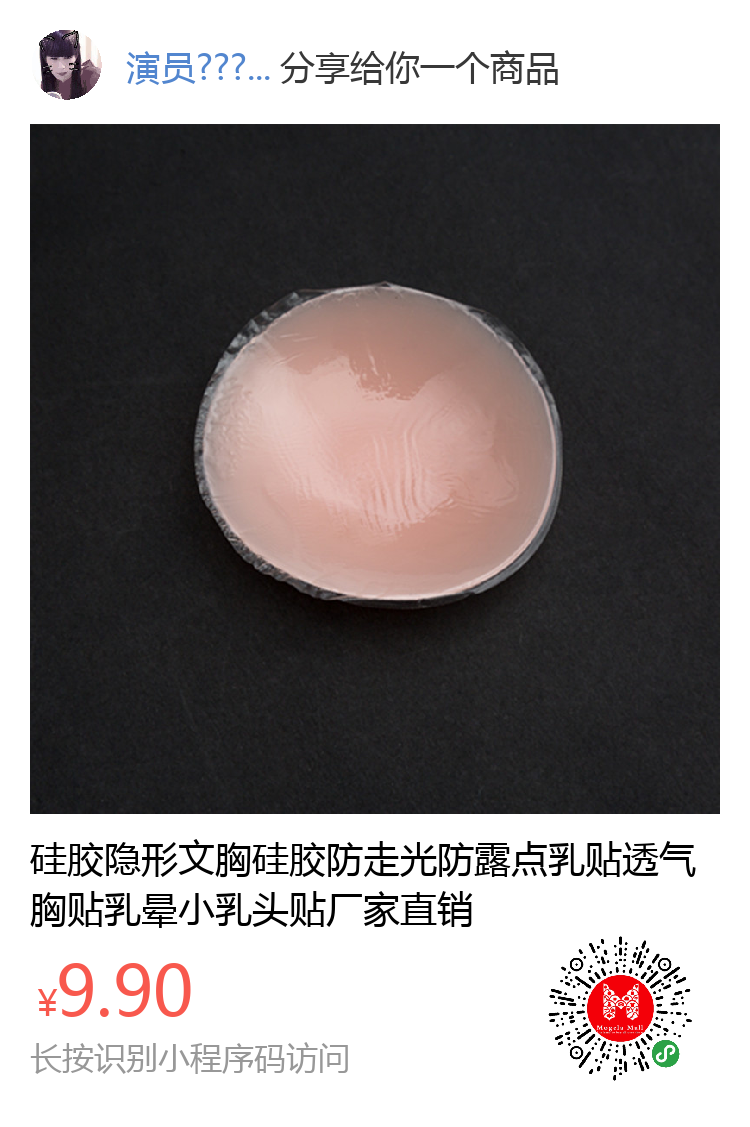 演员???... 分享给你一个商品
硅胶隐形文胸硅胶防走光防露点乳贴透气
胸贴乳晕小乳头贴厂家直销
¥9.90
Mogela Mall
长按识别小程序码访问